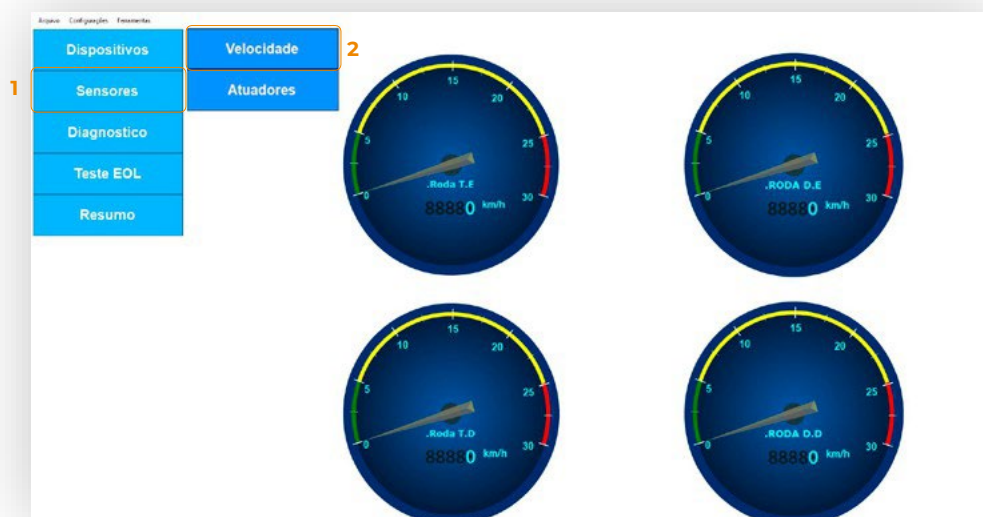 Arquivo Configurações Ferramentas
Dispositivos
Velocidade
2
1
Sensores
Atuadores
Diagnostico
Teste EOL
Resumo
0 5 10 15 20 25 30
.Roda T.E
88880 km/h
0 5 10 15 20 25 30
.RODA D.E
88880 km/h
0 5 10 15 20 25 30
.Roda T.D
88880 km/h
0 5 10 15 20 25 30
.RODA D.D
88880 km/h